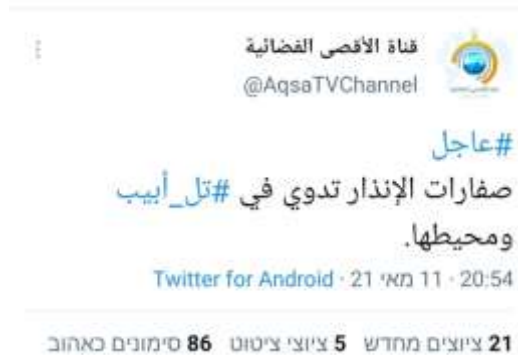 قناة الأقصى الفضائية
@AqsaTVChannel
#عاجل
صفارات الإنذار تدوي في #تل_أبيب
ومحيطها.
20:54 · 11 מאי 21 · Twitter for Android
21 ציוצים מחדש 5 ציוצי ציטוט 86 סימונים כאהוב